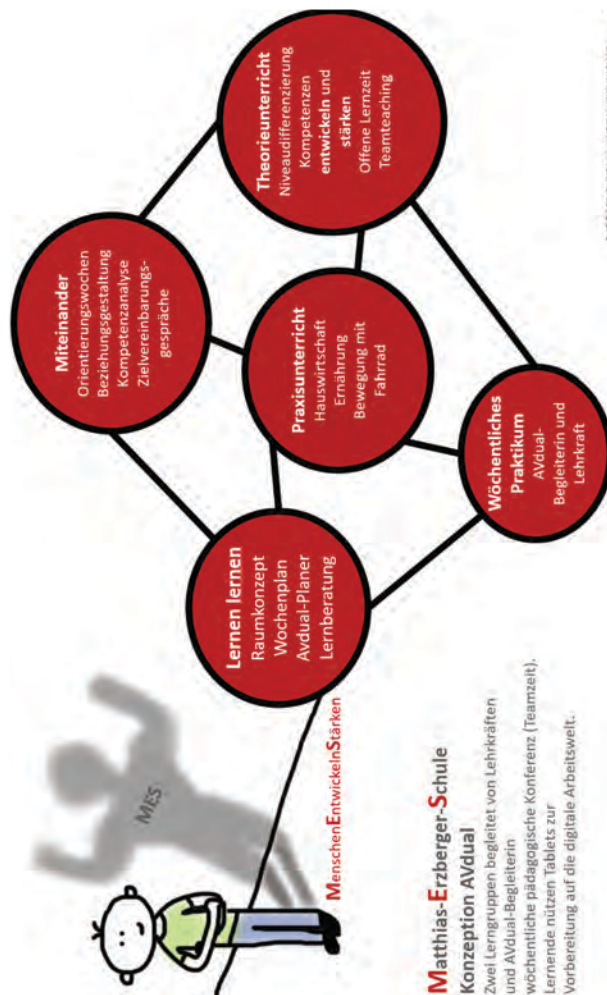 MES
MenschenEntwickelnStärken
Matthias-Erzberger-Schule
Konzeption AVdual
Zwei Lerngruppen begleitet von Lehrkräften
und AVdual-Begleiterin
wöchentliche pädagogische Konferenz (Teamzeit).
Lernende nützen Tablets zur
Vorbereitung auf die digitale Arbeitswelt.
Lernen lernen
Raumkonzept
Wochenplan
Avdual-Planer
Lernberatung
Miteinander
Orientierungswochen
Beziehungsgestaltung
Kompetenzanalyse
Zielvereinbarungs-
gespräche
Praxisunterricht
Hauswirtschaft
Ernährung
Bewegung mit
Fahrrad
Wöchentliches
Praktikum
AVdual-
Begleiterin und
Lehrkraft
Theorieunterricht
Niveaudifferenzierung
Kompetenzen
entwickeln und
stärken
Offene Lernzeit
Teamteaching